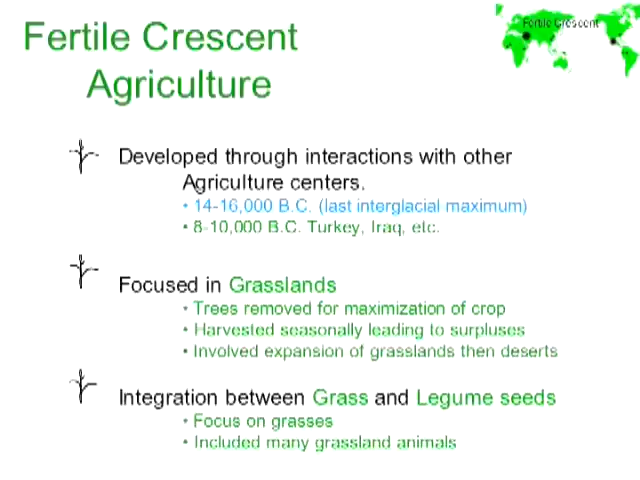 Fertile Crescent
Agriculture
Fertile Crescent
Developed through interactions with other
Agriculture centers.
• 14-16,000 B.C. (last interglacial maximum)
• 8-10,000 B.C. Turkey, Iraq, etc.
Focused in Grasslands
• Trees removed for maximization of crop
• Harvested seasonally leading to surpluses
• Involved expansion of grasslands then deserts
Integration between Grass and Legume seeds
• Focus on grasses
• Included many grassland animals